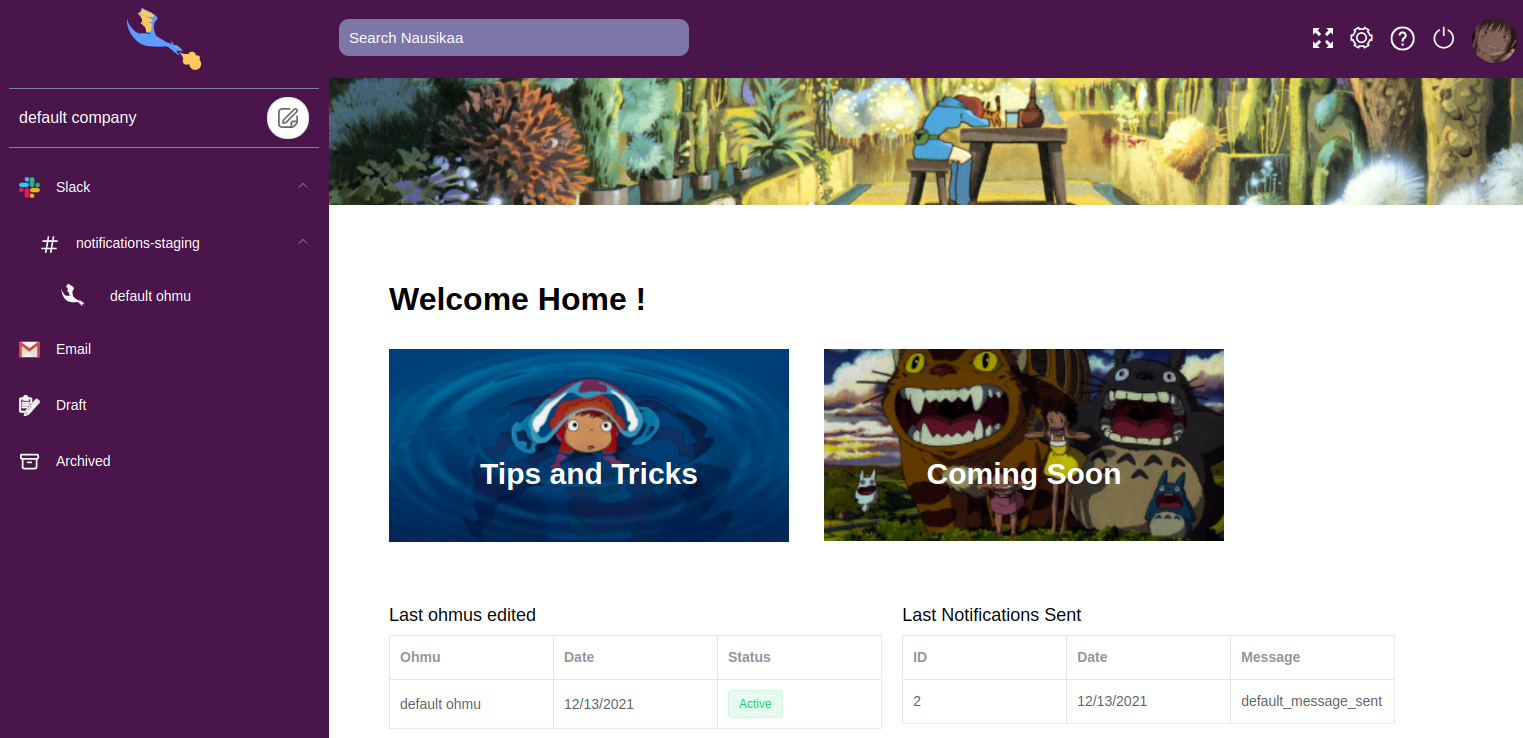 Search Nausikaa
default company
Slack
notifications-staging
default ohmu
Email
Draft
Archived
Welcome Home !
Tips and Tricks
Coming Soon
Last ohmus edited
Ohmu Date Status
default ohmu 12/13/2021 Active
Last Notifications Sent
ID Date Message
2 12/13/2021 default_message_sent